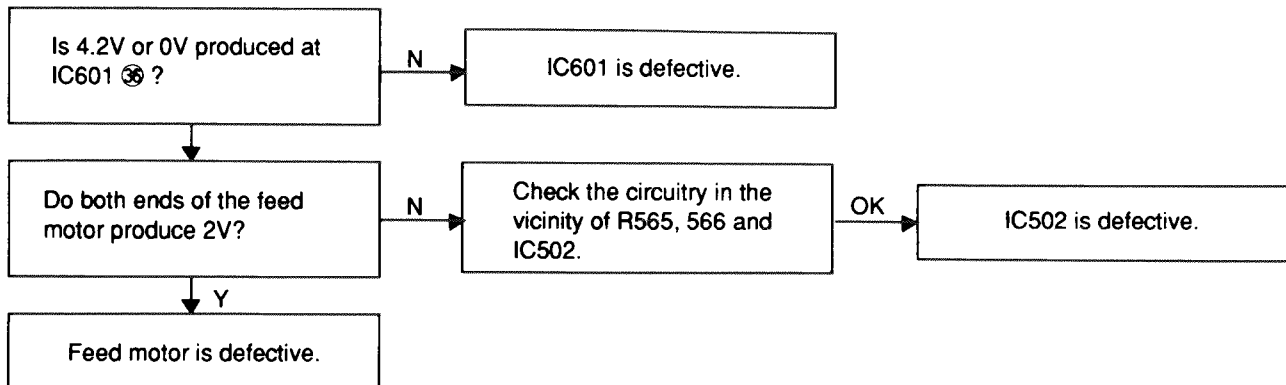 Is 4.2V or 0V produced at
IC601 ㊱ ?
N
IC601 is defective.
Do both ends of the feed
motor produce 2V?
N
Check the circuitry in the
vicinity of R565, 566 and
IC502.
OK
IC502 is defective.
Y
Feed motor is defective.